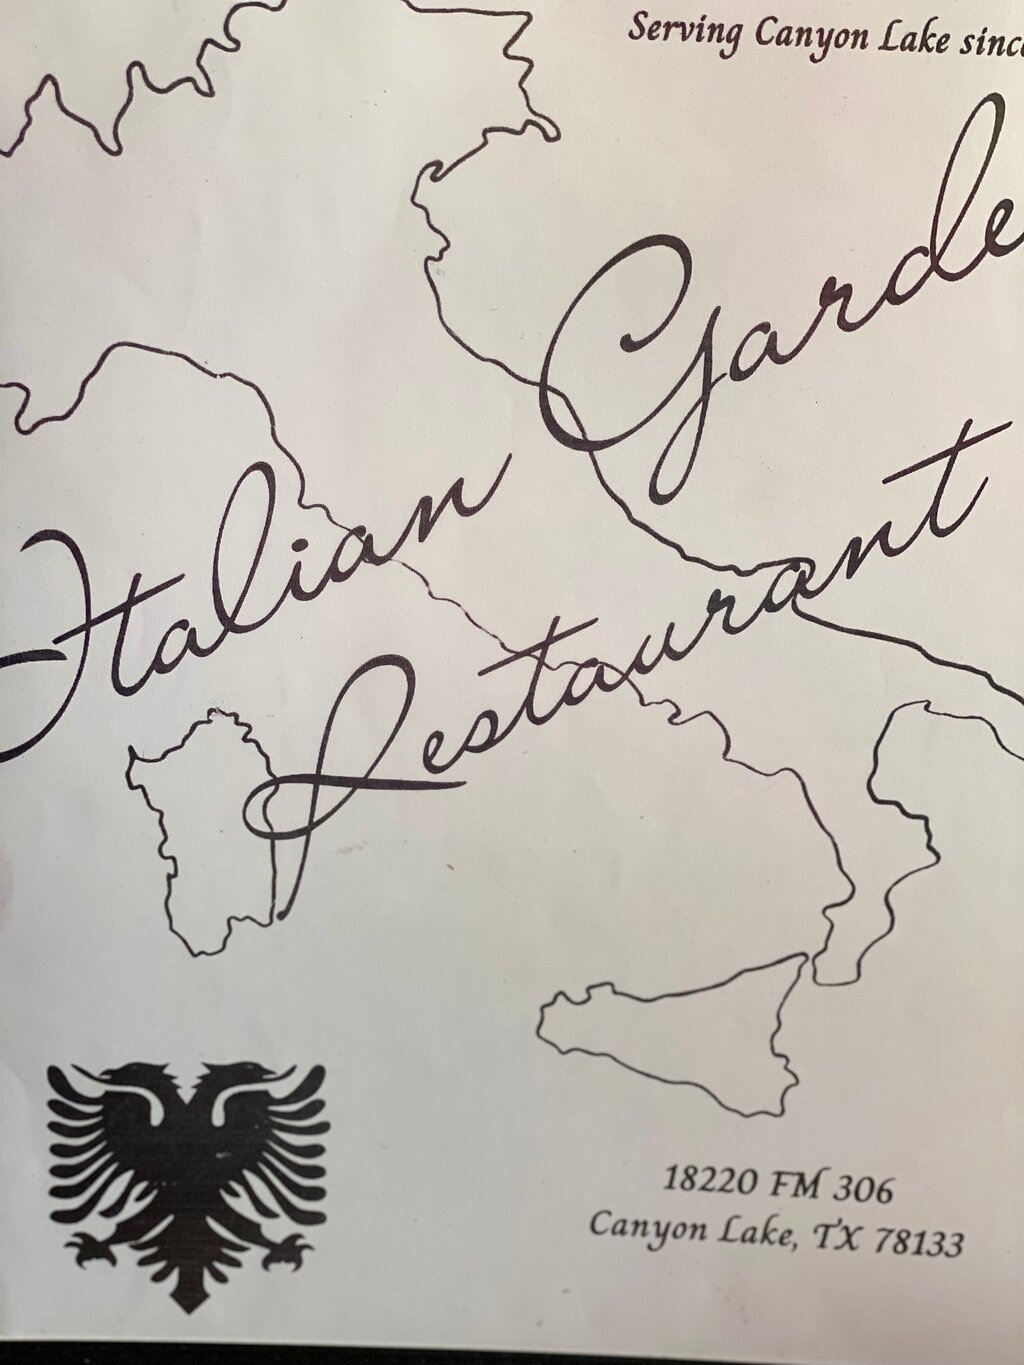 Serving Canyon Lake since
Italian Garde
Restaurant
18220 FM 306
Canyon Lake, TX 78133